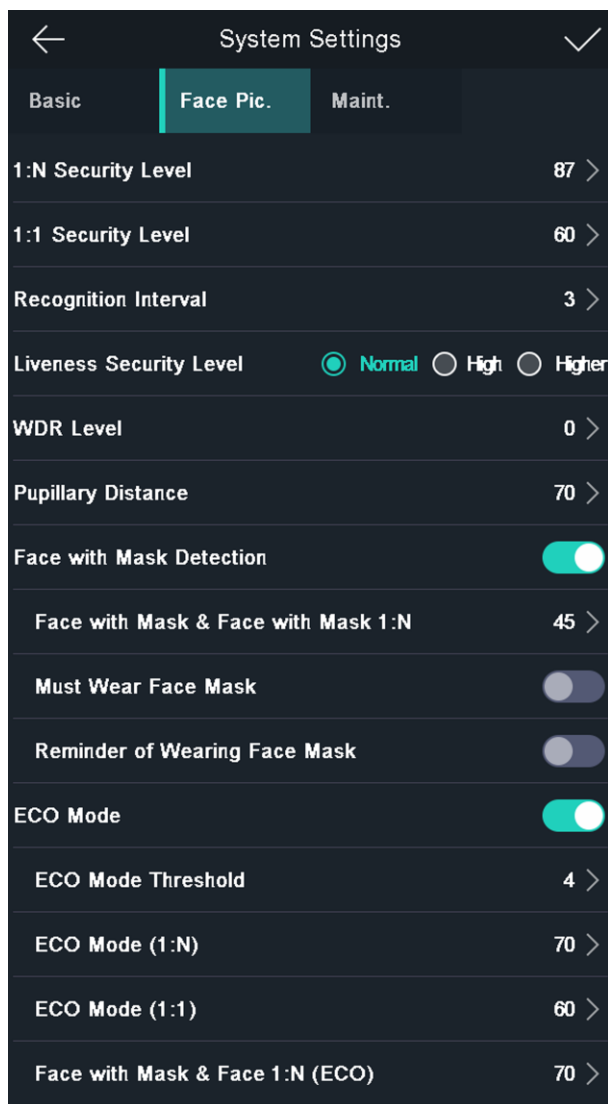 System Settings
Basic Face Pic. Maint.
1:N Security Level 87
1:1 Security Level 60
Recognition Interval 3
Liveness Security Level Normal High Higher
WDR Level 0
Pupillary Distance 70
Face with Mask Detection
Face with Mask & Face with Mask 1:N 45
Must Wear Face Mask
Reminder of Wearing Face Mask
ECO Mode
ECO Mode Threshold 4
ECO Mode (1:N) 70
ECO Mode (1:1) 60
Face with Mask & Face 1:N (ECO) 70